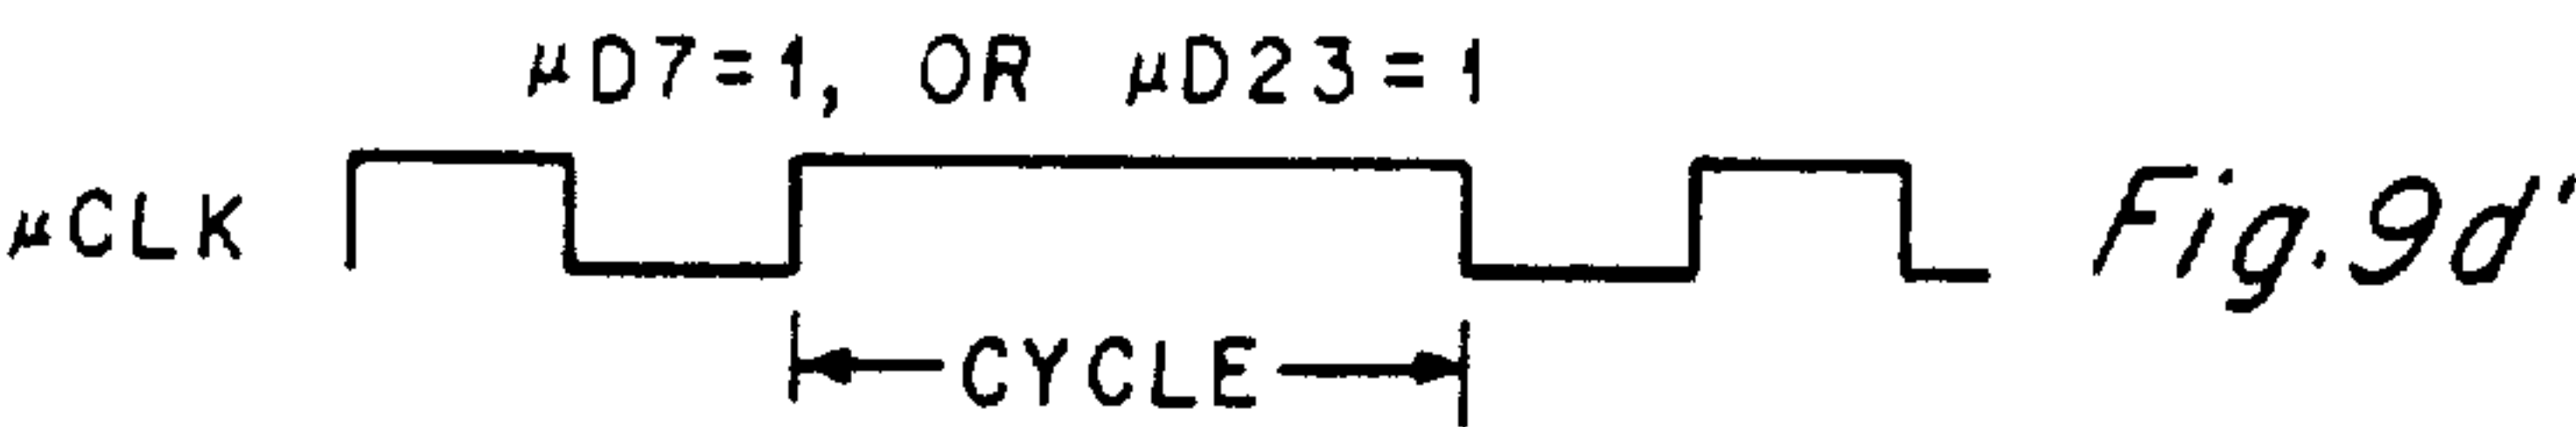 μD7=1, OR μD23=1
μCLK
CYCLE
Fig. 9d'